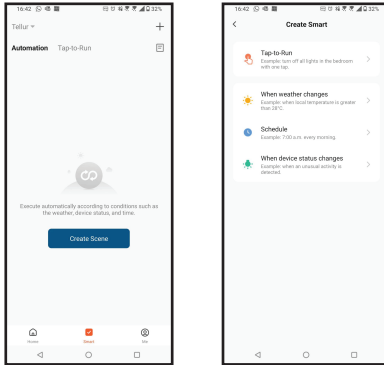 16:42
32%
Tellur
Automation Tap-to-Run
Execute automatically according to conditions such as
the weather, device status, and time.
Create Scene
Home Smart Me
16:42
32%
Create Smart
Tap-to-Run
Example: turn off all lights in the bedroom
with one tap.
When weather changes
Example: when local temperature is greater
than 28°C.
Schedule
Example: 7:00 a.m. every morning.
When device status changes
Example: when an unusual activity is
detected.